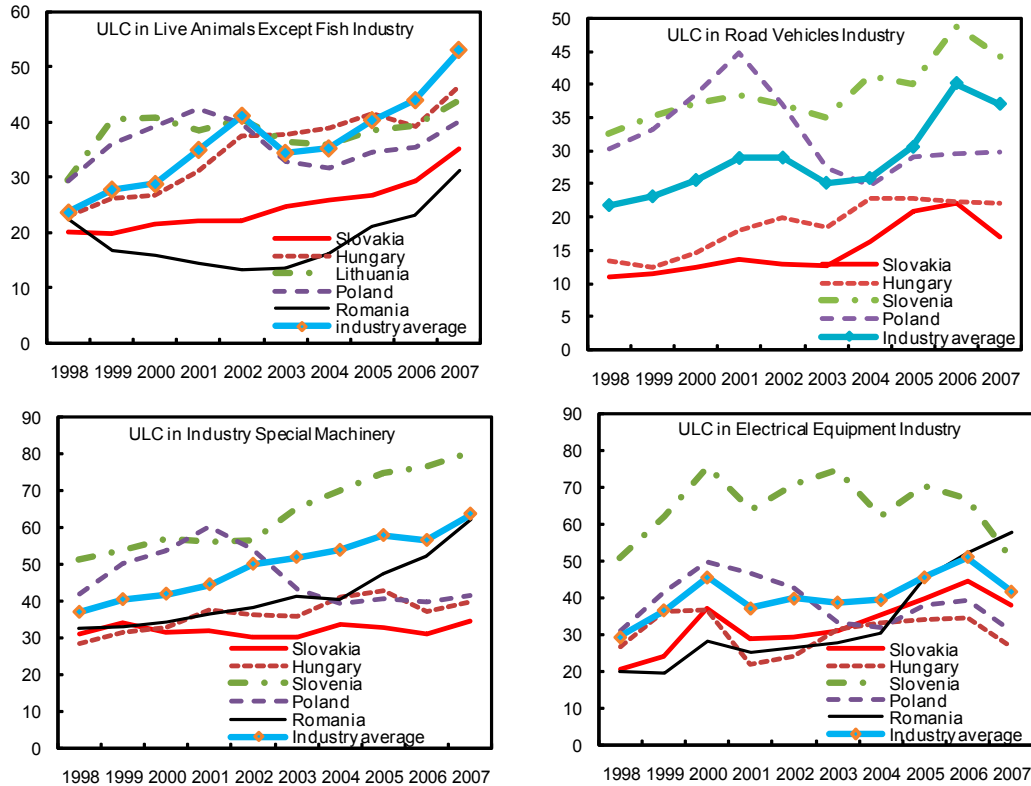 ULC in Live Animals Except Fish Industry
60
50
40
30
20
10
0
Slovakia
Hungary
Lithuania
Poland
Romania
industry average
1998 1999 2000 2001 2002 2003 2004 2005 2006 2007
ULC in Road Vehicles Industry
50
45
40
35
30
25
20
15
10
5
0
Slovakia
Hungary
Slovenia
Poland
Industry average
1998 1999 2000 2001 2002 2003 2004 2005 2006 2007
ULC in Industry Special Machinery
90
80
70
60
50
40
30
20
10
0
Slovakia
Hungary
Slovenia
Poland
Romania
Industry average
1998 1999 2000 2001 2002 2003 2004 2005 2006 2007
ULC in Electrical Equipment Industry
90
80
70
60
50
40
30
20
10
0
Slovakia
Hungary
Slovenia
Poland
Romania
Industry average
1998 1999 2000 2001 2002 2003 2004 2005 2006 2007